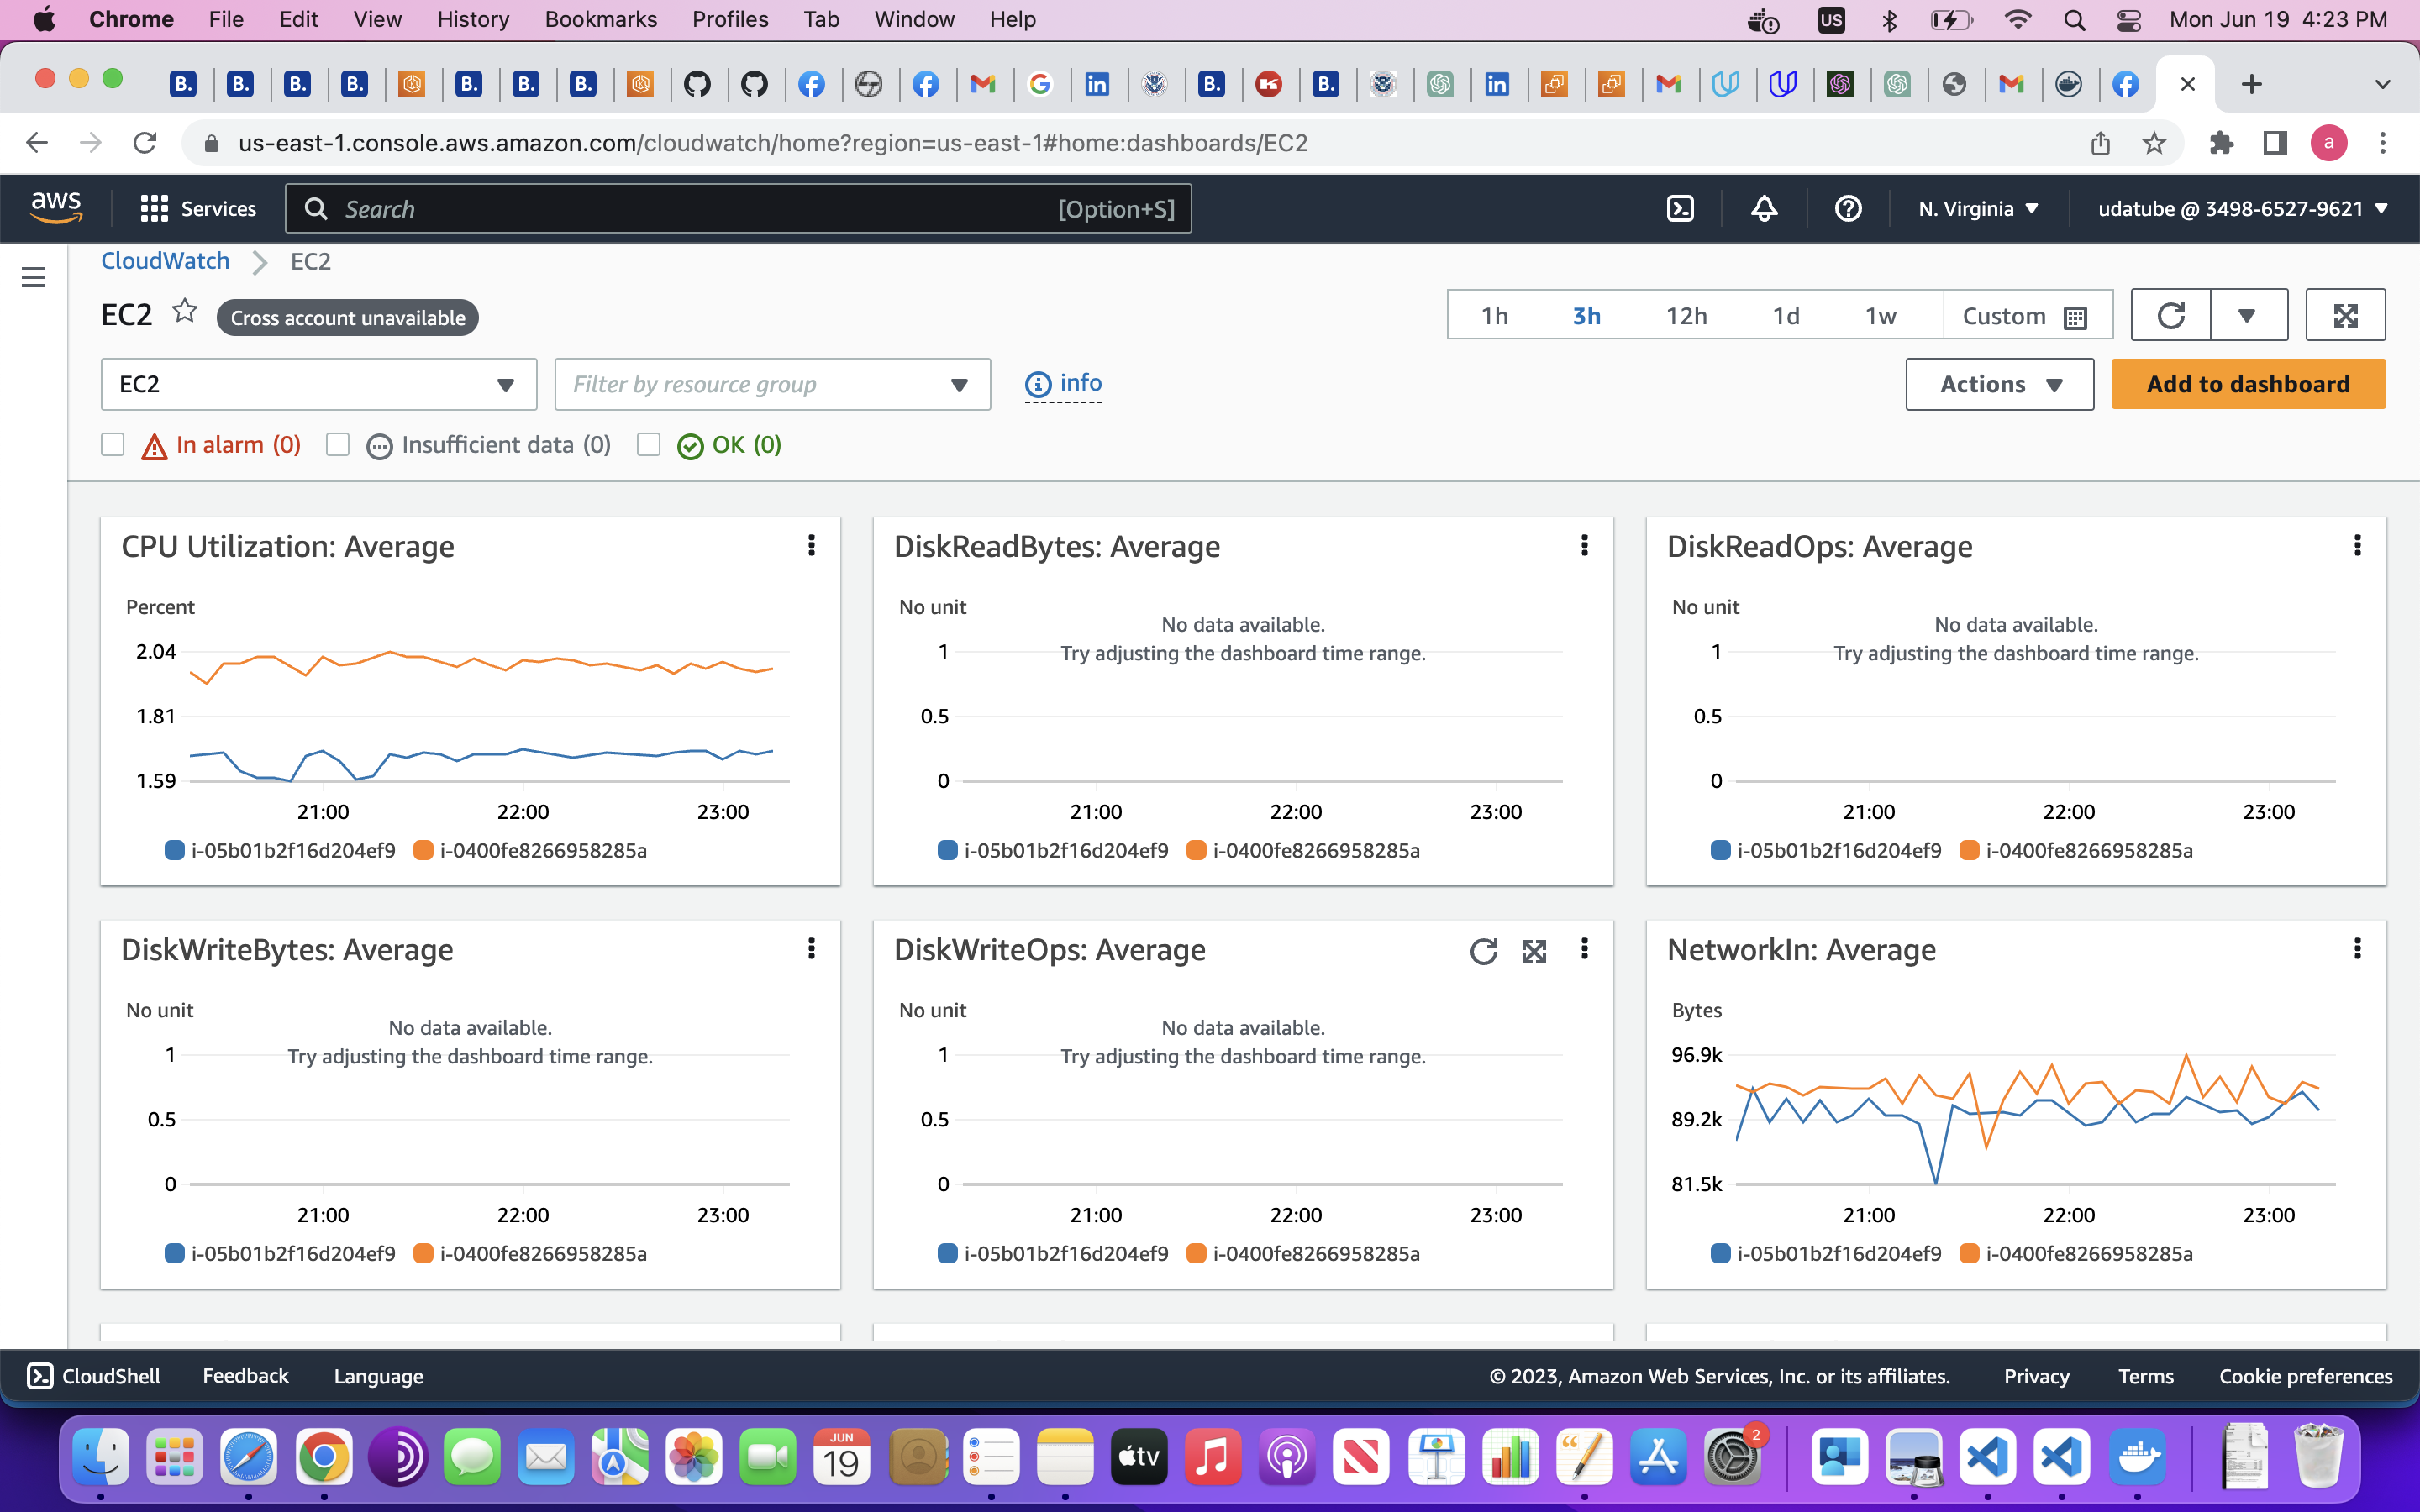 Chrome File Edit View History Bookmarks Profiles Tab Window Help US Mon Jun 19 4:23 PM
B. B. B. B. B. B. B. B. B.
us-east-1.console.aws.amazon.com/cloudwatch/home?region=us-east-1#home:dashboards/EC2 a
aws Services Search [Option+S] N. Virginia udatube @ 3498-6527-9621
CloudWatch EC2
EC2 Cross account unavailable 1h 3h 12h 1d 1w Custom
EC2 Filter by resource group info Actions Add to dashboard
In alarm (0) Insufficient data (0) OK (0)
CPU Utilization: Average
Percent
2.04
1.81
1.59
21:00 22:00 23:00
i-05b01b2f16d204ef9 i-0400fe8266958285a
DiskReadBytes: Average
No unit
No data available.
Try adjusting the dashboard time range.
1
0.5
0
21:00 22:00 23:00
i-05b01b2f16d204ef9 i-0400fe8266958285a
DiskReadOps: Average
No unit
No data available.
Try adjusting the dashboard time range.
1
0.5
0
21:00 22:00 23:00
i-05b01b2f16d204ef9 i-0400fe8266958285a
DiskWriteBytes: Average
No unit
No data available.
Try adjusting the dashboard time range.
1
0.5
0
21:00 22:00 23:00
i-05b01b2f16d204ef9 i-0400fe8266958285a
DiskWriteOps: Average
No unit
No data available.
Try adjusting the dashboard time range.
1
0.5
0
21:00 22:00 23:00
i-05b01b2f16d204ef9 i-0400fe8266958285a
NetworkIn: Average
Bytes
96.9k
89.2k
81.5k
21:00 22:00 23:00
i-05b01b2f16d204ef9 i-0400fe8266958285a
CloudShell Feedback Language © 2023, Amazon Web Services, Inc. or its affiliates. Privacy Terms Cookie preferences
JUN
19
tv
2